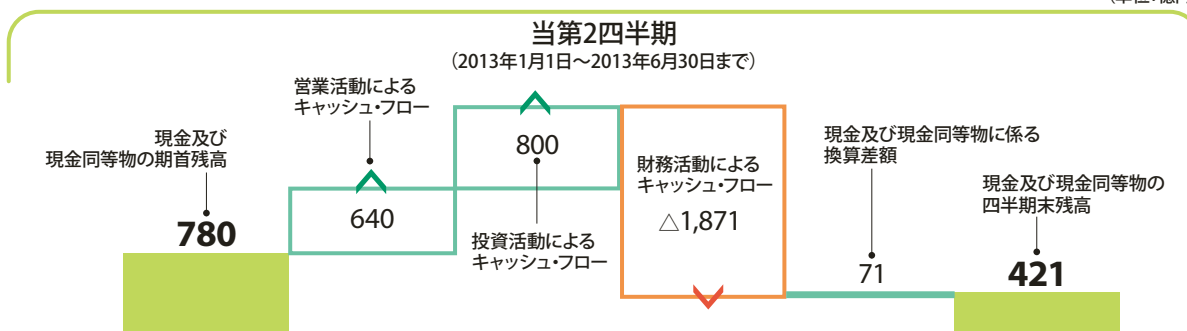 当第2四半期
（2013年1月1日～2013年6月30日まで）
現金及び
現金同等物の期首残高
780
営業活動による
キャッシュ・フロー
640
800
投資活動による
キャッシュ・フロー
財務活動による
キャッシュ・フロー
△1,871
現金及び現金同等物に係る
換算差額
71
現金及び現金同等物の
四半期末残高
421